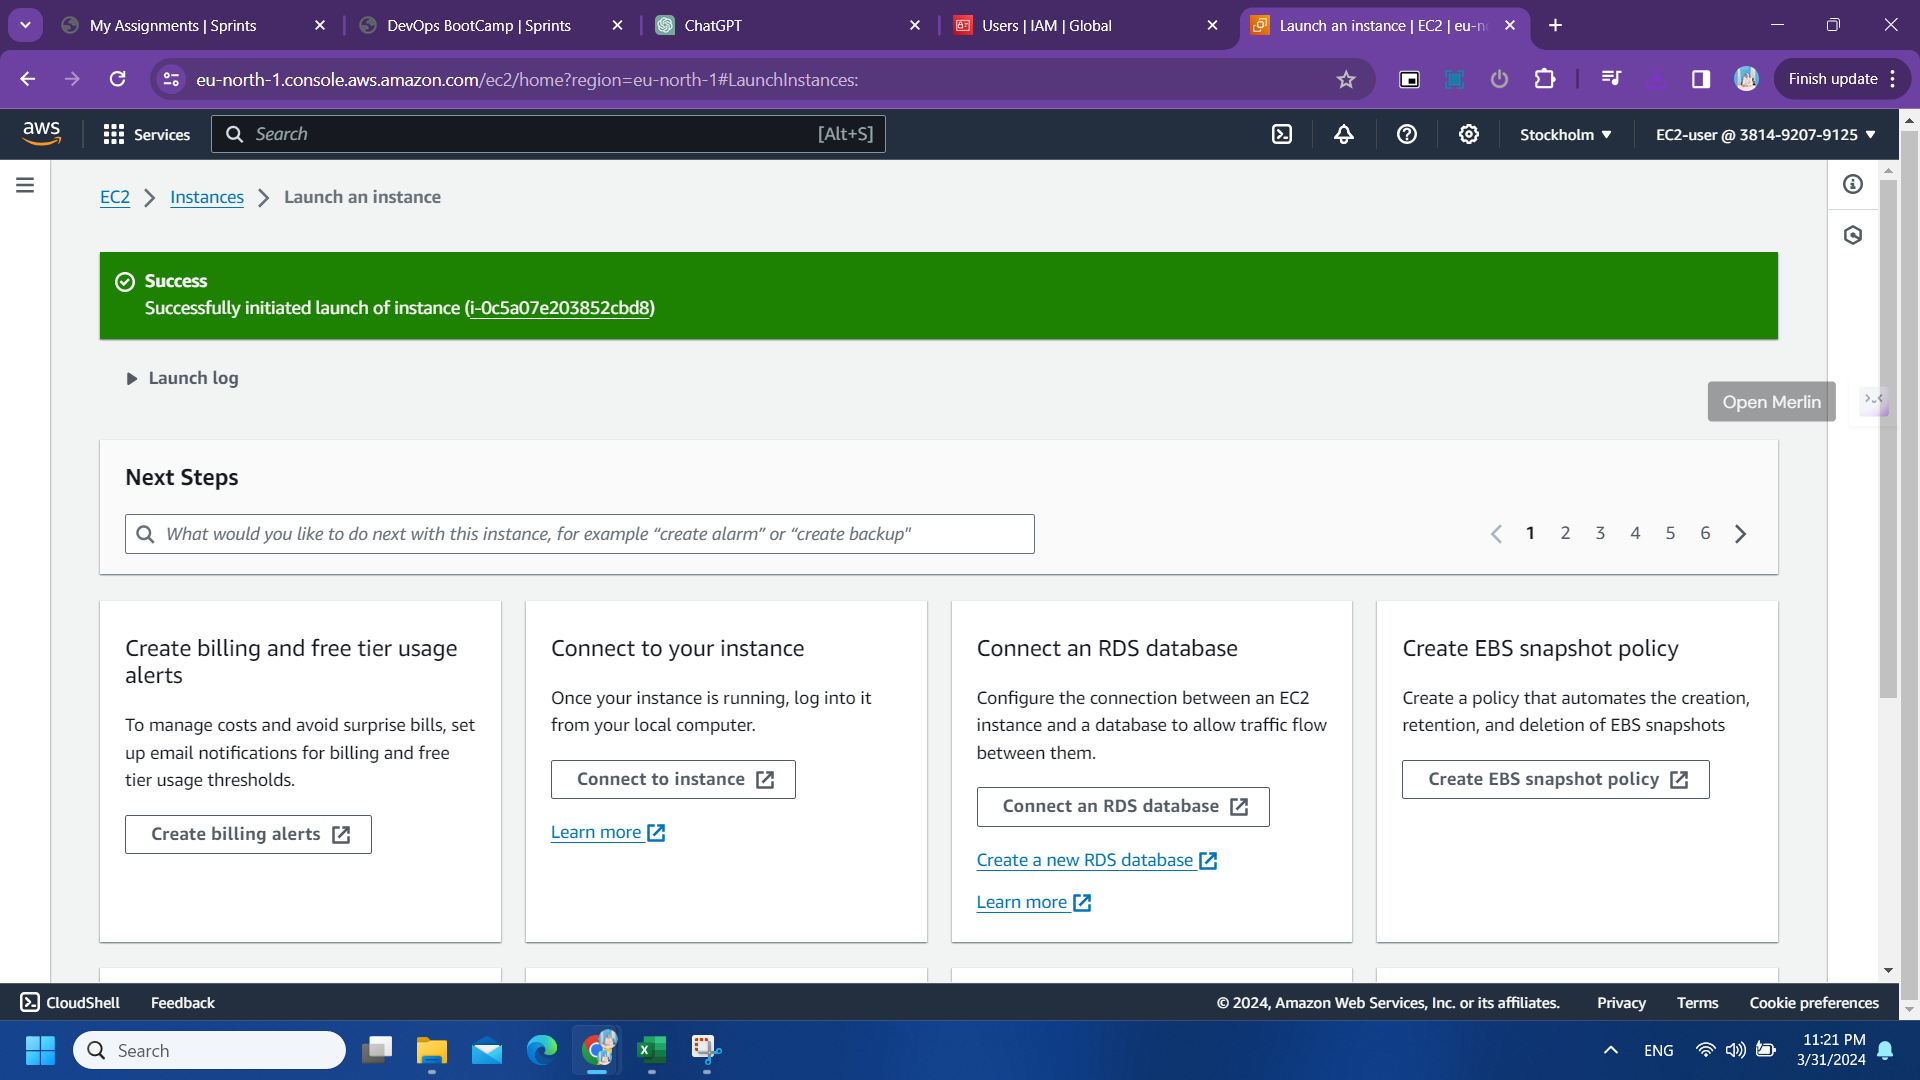 My Assignments | Sprints
DevOps BootCamp | Sprints
ChatGPT
Users | IAM | Global
Launch an instance | EC2 | eu-n
eu-north-1.console.aws.amazon.com/ec2/home?region=eu-north-1#LaunchInstances:
Finish update
aws
Services
Search
[Alt+S]
Stockholm
EC2-user @ 3814-9207-9125
EC2
Instances
Launch an instance
Success
Successfully initiated launch of instance (i-0c5a07e203852cbd8)
Launch log
Open Merlin
Next Steps
What would you like to do next with this instance, for example “create alarm” or “create backup"
1 2 3 4 5 6
Create billing and free tier usage
alerts
To manage costs and avoid surprise bills, set
up email notifications for billing and free
tier usage thresholds.
Create billing alerts
Connect to your instance
Once your instance is running, log into it
from your local computer.
Connect to instance
Learn more
Connect an RDS database
Configure the connection between an EC2
instance and a database to allow traffic flow
between them.
Connect an RDS database
Create a new RDS database
Learn more
Create EBS snapshot policy
Create a policy that automates the creation,
retention, and deletion of EBS snapshots
Create EBS snapshot policy
CloudShell
Feedback
© 2024, Amazon Web Services, Inc. or its affiliates.
Privacy
Terms
Cookie preferences
Search
ENG
11:21 PM
3/31/2024